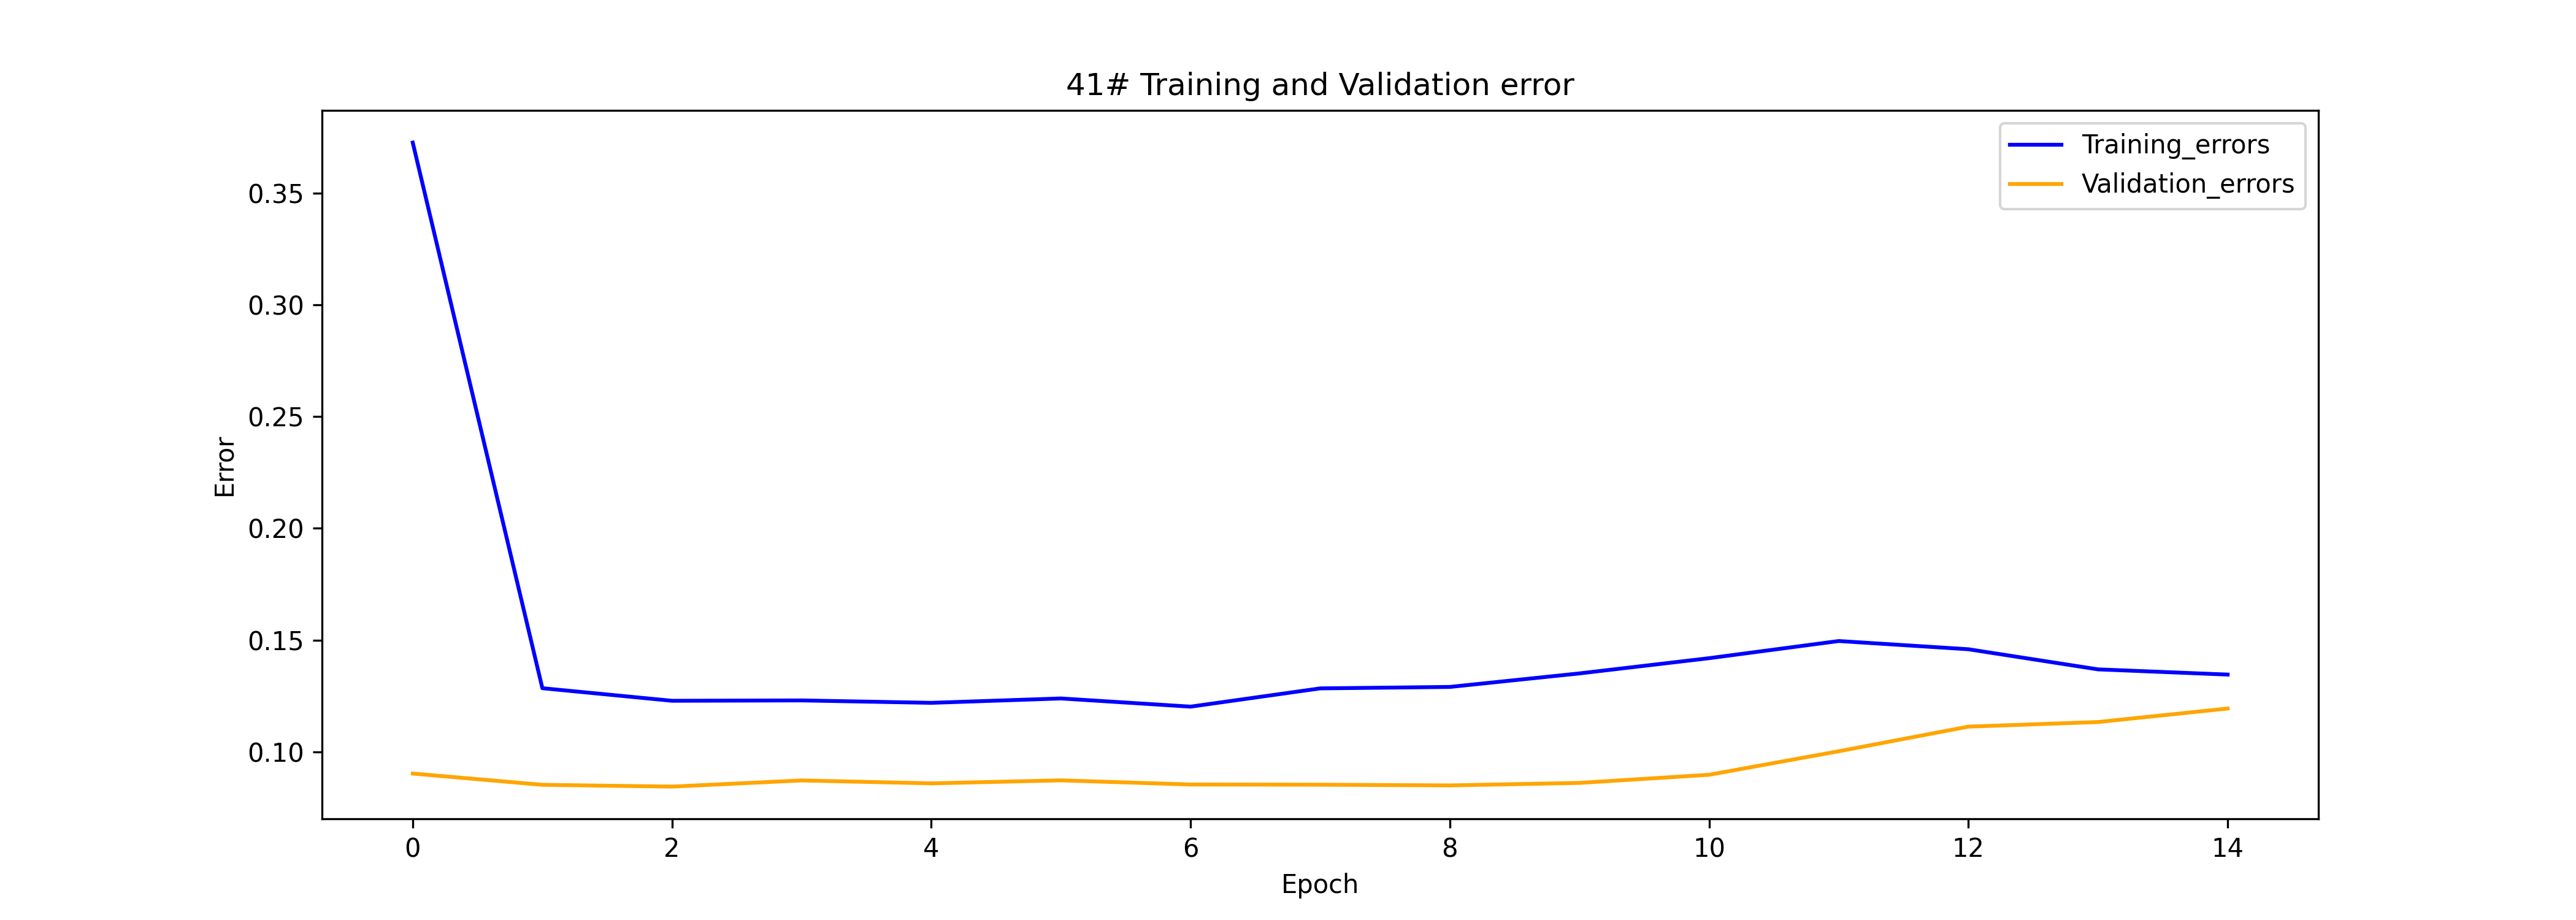 41# Training and Validation error
Training_errors
Validation_errors
0.35
0.30
0.25
0.20
0.15
0.10
Error
0 2 4 6 8 10 12 14
Epoch